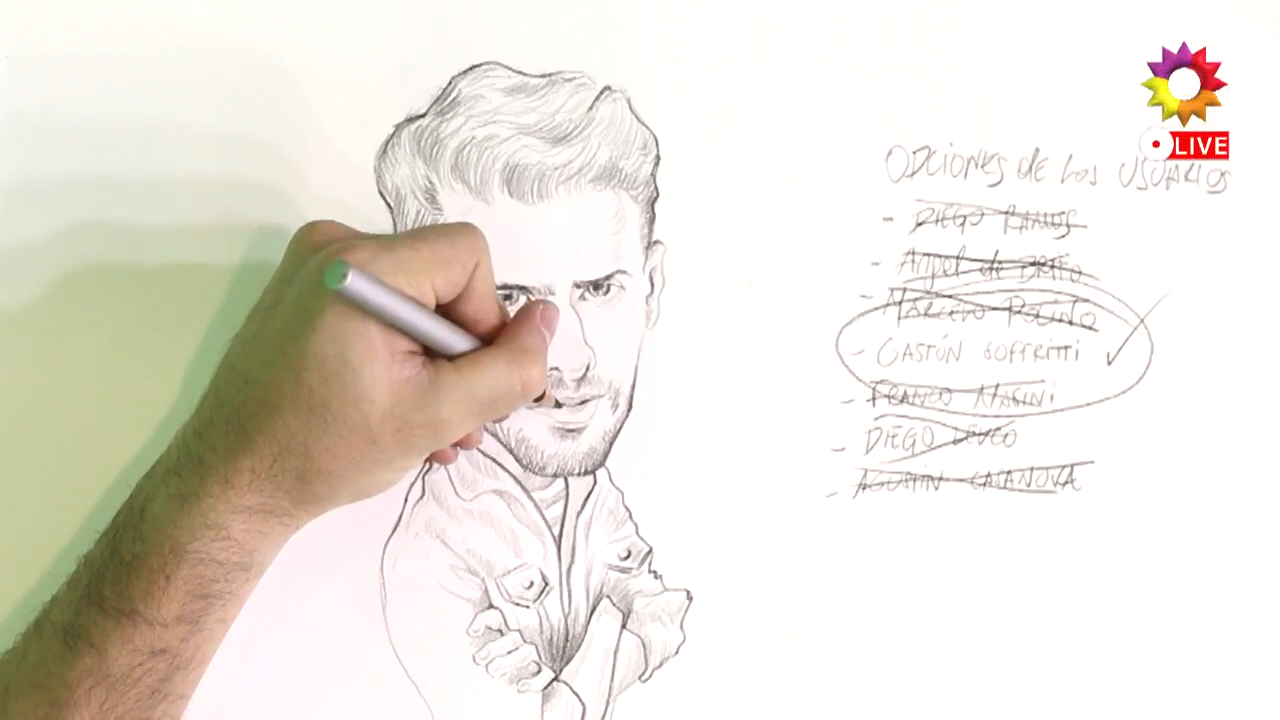 LIVE
OPCIONES DE LOS USUARIOS
- DIEGO RAMOS
- Angel de BRITO
- MARCELO POLINO
- GASTÓN SOFFRITTI
- FRANCO MASINI
- DIEGO LEUCO
- AGUSTÍN CASANOVA